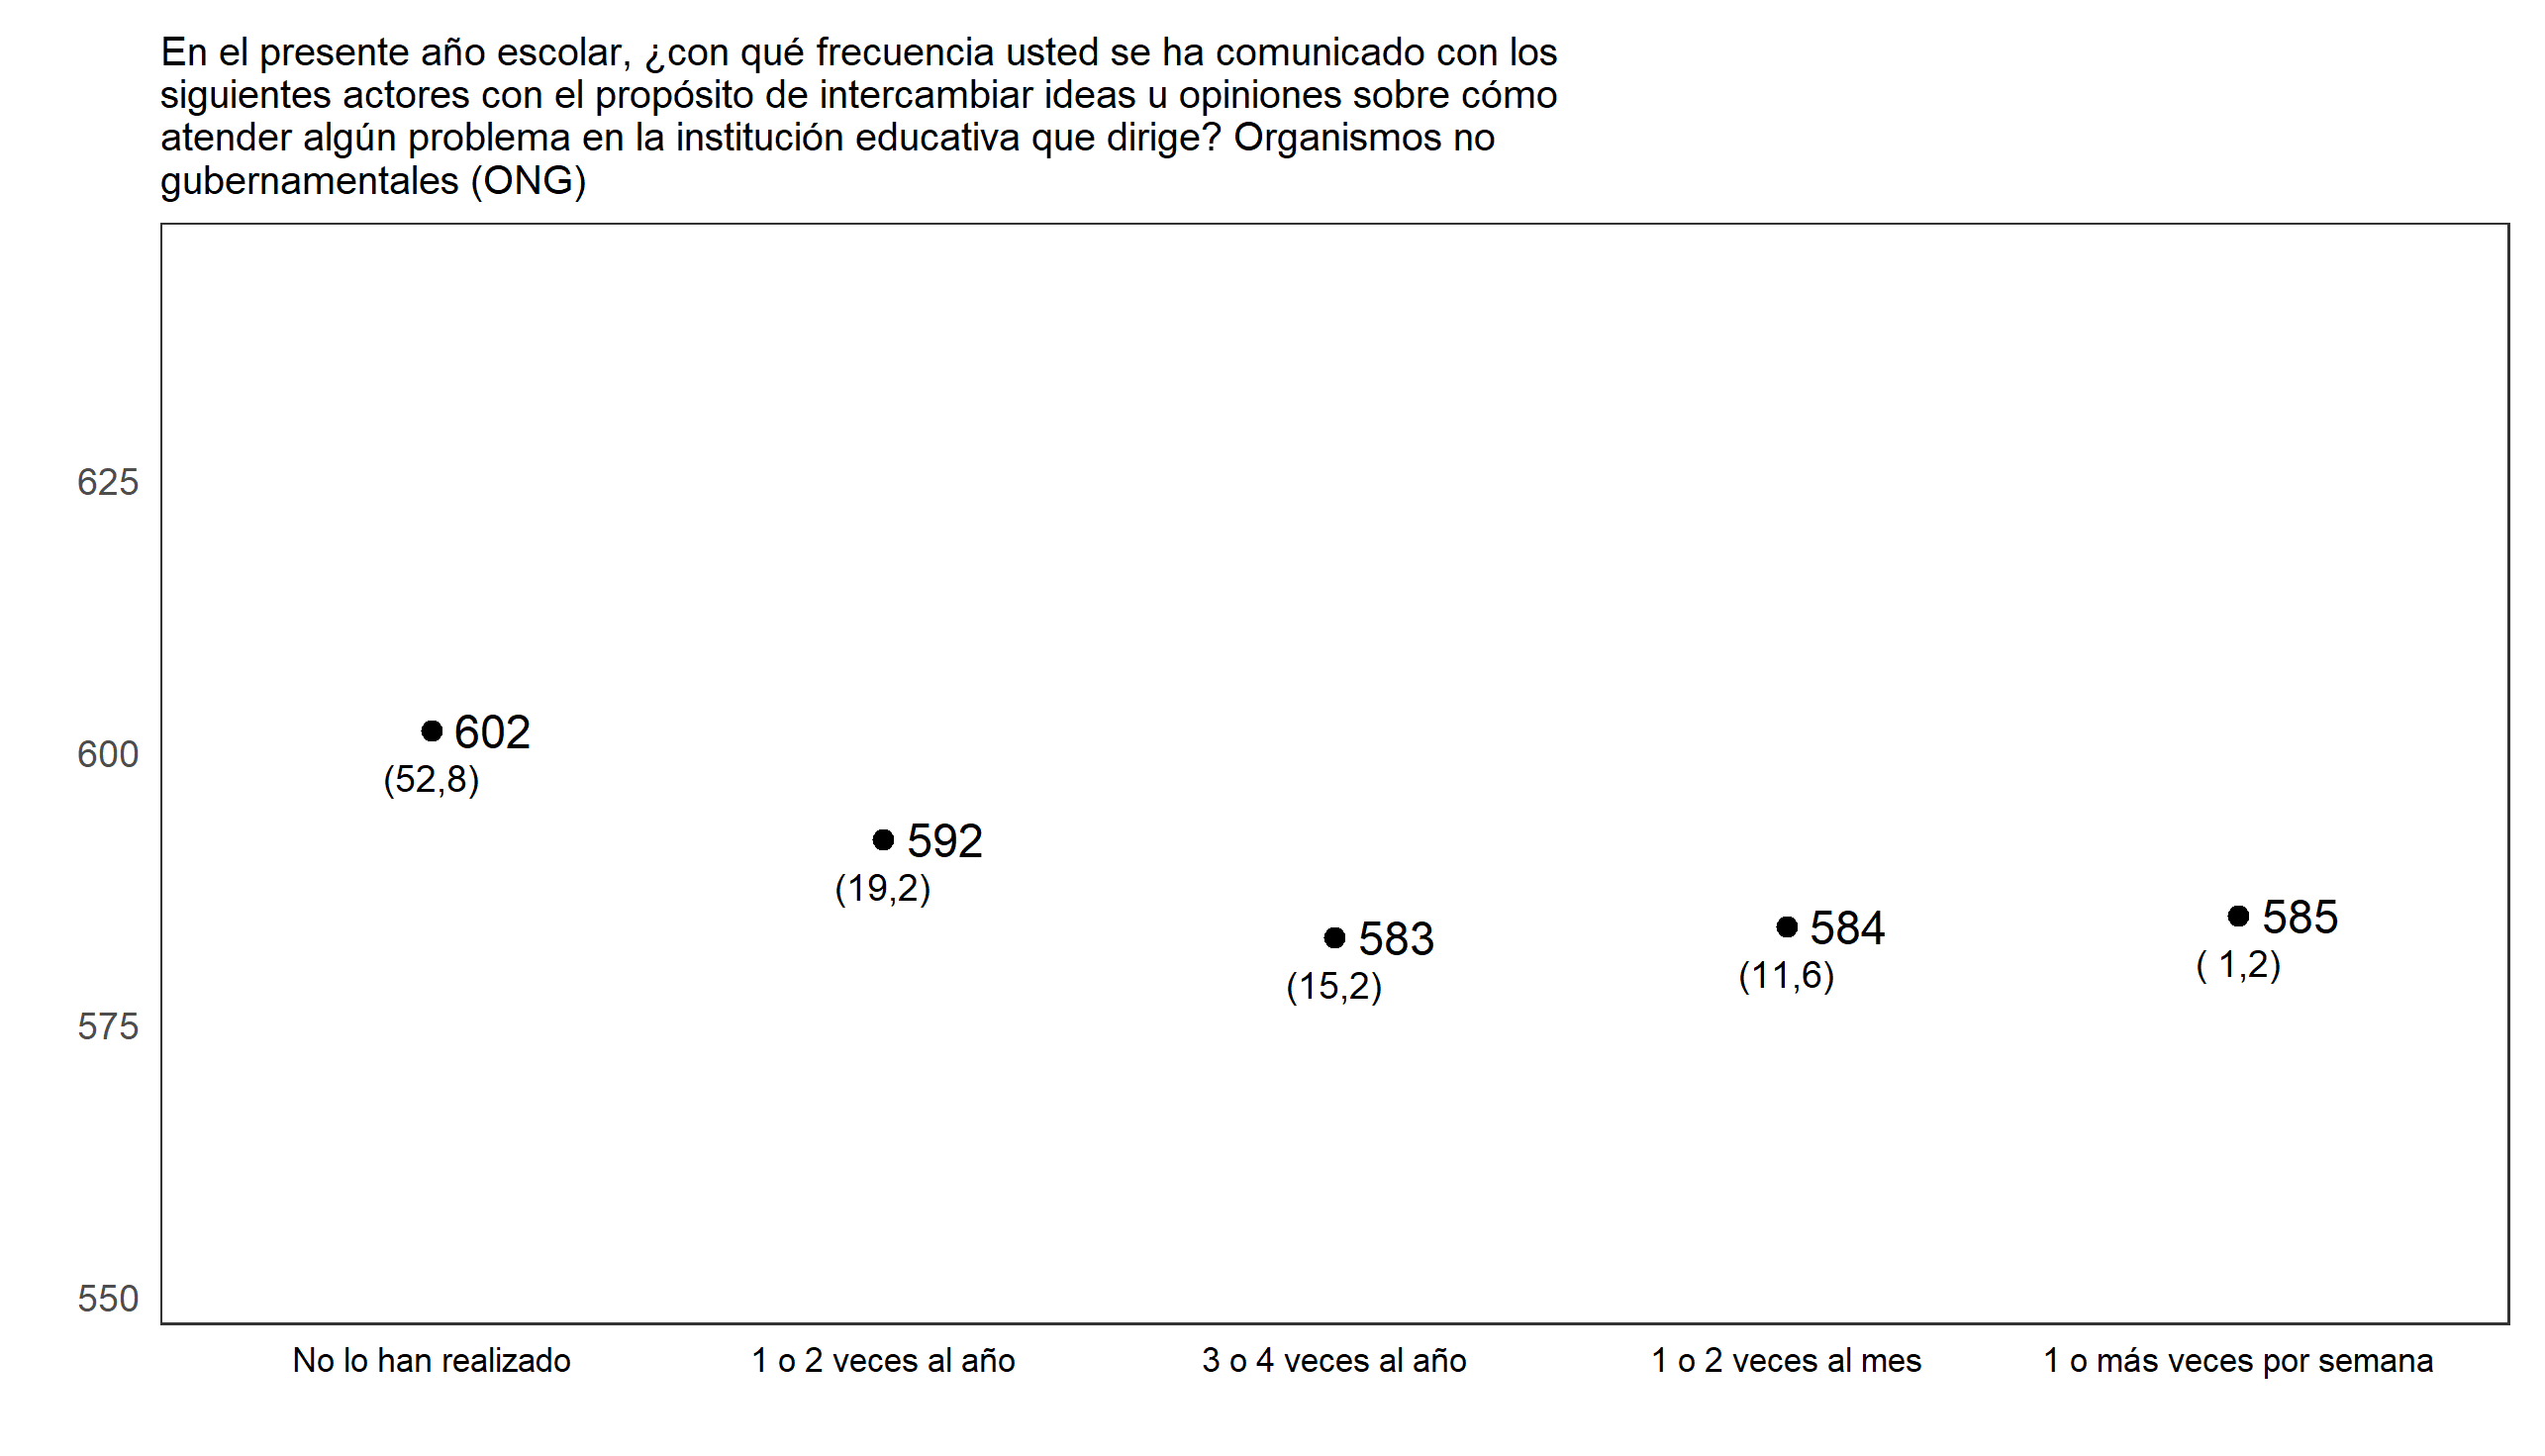 En el presente año escolar, ¿con qué frecuencia usted se ha comunicado con los
siguientes actores con el propósito de intercambiar ideas u opiniones sobre cómo
atender algún problema en la institución educativa que dirige? Organismos no
gubernamentales (ONG)
625
600
575
550
602
(52,8)
592
(19,2)
583
(15,2)
584
(11,6)
585
( 1,2)
No lo han realizado
1 o 2 veces al año
3 o 4 veces al año
1 o 2 veces al mes
1 o más veces por semana